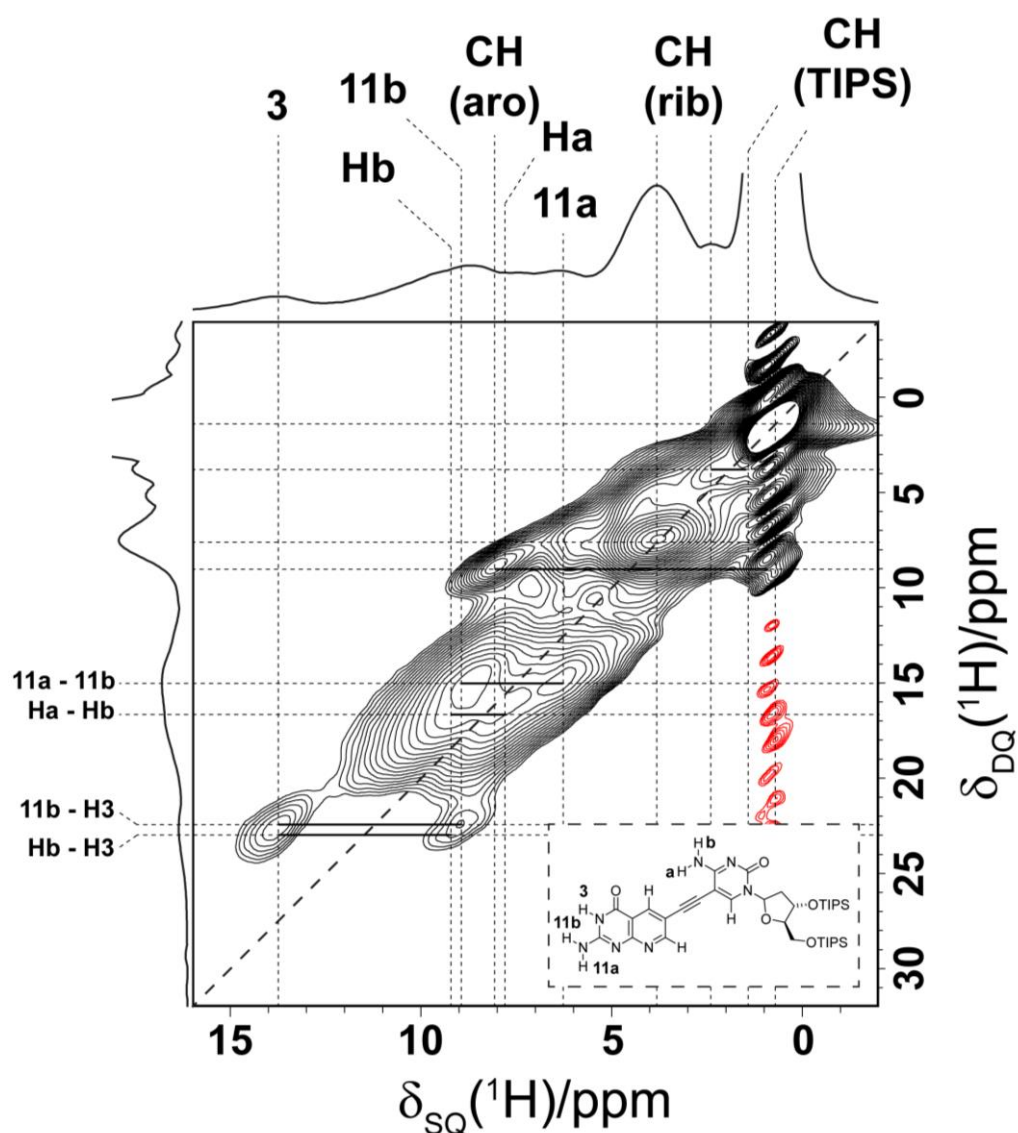 CH
(aro)
CH
(rib)
CH
(TIPS)
3
11b
Hb
Ha
11a
0
5
10
15
20
25
30
δDQ(¹H)/ppm
11a - 11b
Ha - Hb
11b - H3
Hb - H3
H b
a H N N O
3 O H N
H N O OTIPS
11b H
H N N N N H O
H 11a OTIPS
15 10 5 0
δSQ(¹H)/ppm